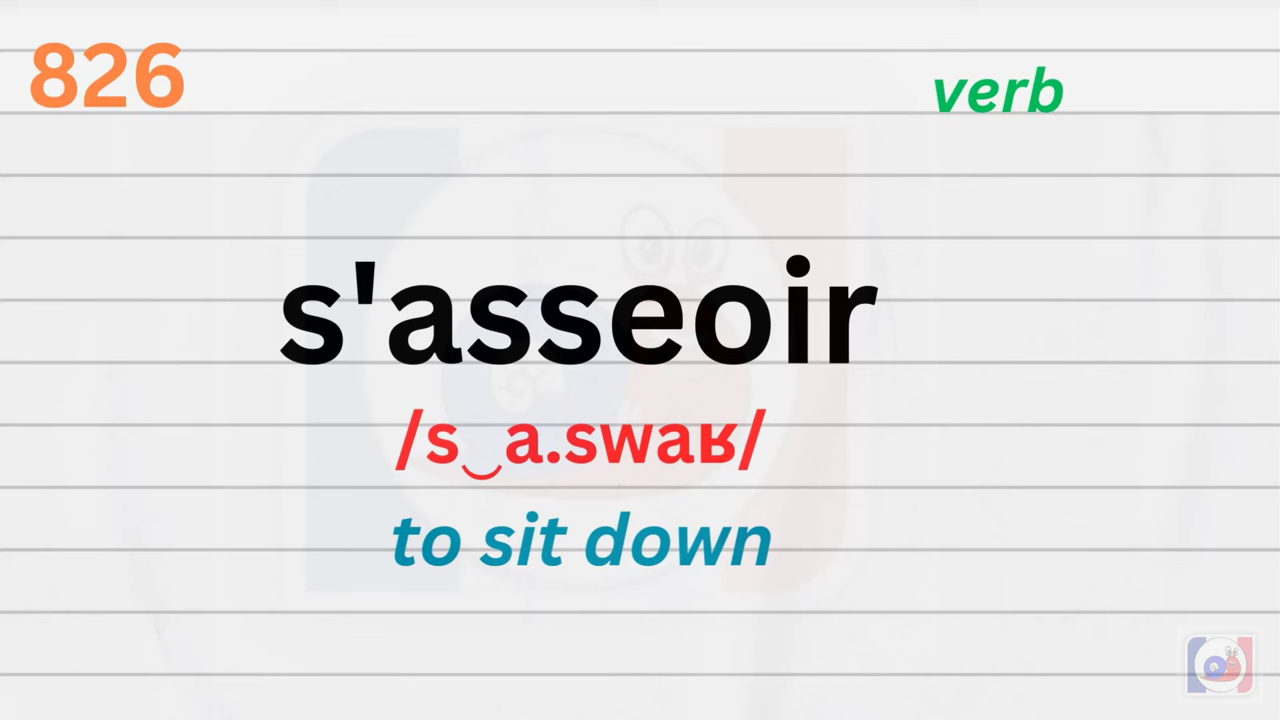 826
verb
s'asseoir
/s‿a.swaʁ/
to sit down